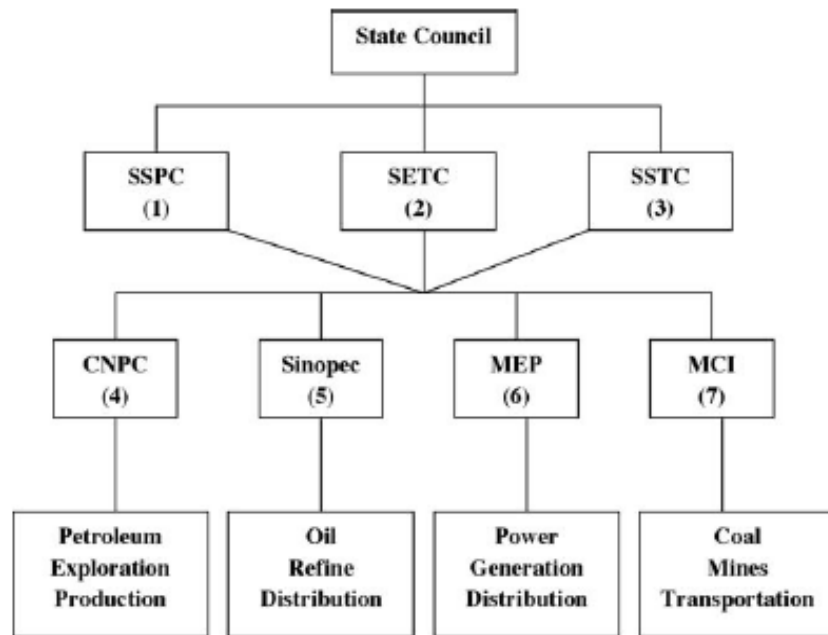 State Council
SSPC
(1)
SETC
(2)
SSTC
(3)
CNPC
(4)
Sinopec
(5)
MEP
(6)
MCI
(7)
Petroleum
Exploration
Production
Oil
Refine
Distribution
Power
Generation
Distribution
Coal
Mines
Transportation